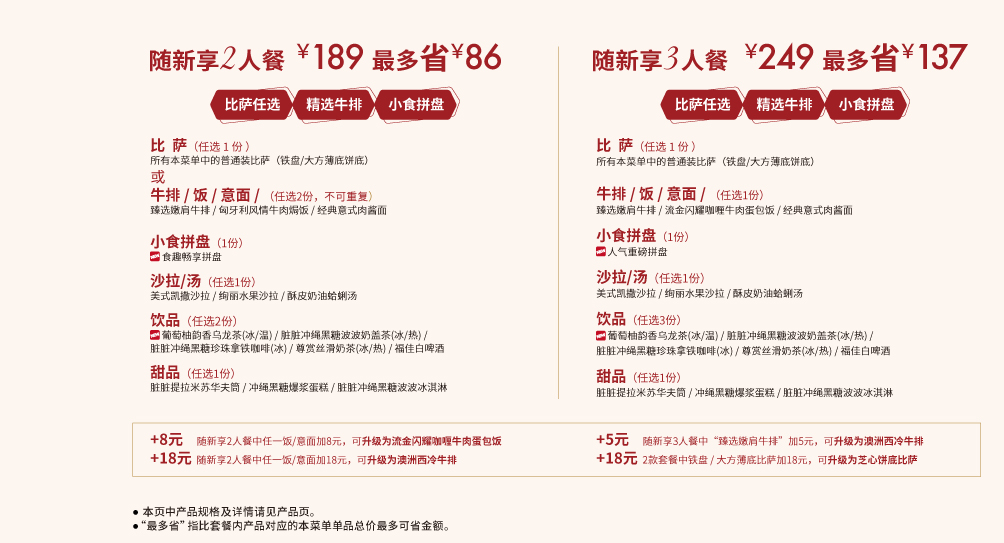 随新享2人餐 ¥189 最多省¥86
比萨任选 精选牛排 小食拼盘
比 萨（任选 1 份 ）
所有本菜单中的普通装比萨（铁盘/大方薄底饼底）
或
牛排 / 饭 / 意面 / （任选2份，不可重复）
臻选嫩肩牛排 / 匈牙利风情牛肉焗饭 / 经典意式肉酱面
小食拼盘（1份）
食趣畅享拼盘
沙拉/汤（任选1份）
美式凯撒沙拉 / 绚丽水果沙拉 / 酥皮奶油蛤蜊汤
饮品（任选2份）
葡萄柚韵香乌龙茶(冰/温) / 脏脏冲绳黑糖波波奶盖茶(冰/热) /
脏脏冲绳黑糖珍珠拿铁咖啡(冰) / 尊赏丝滑奶茶(冰/热) / 福佳白啤酒
甜品（任选1份）
脏脏提拉米苏华夫筒 / 冲绳黑糖爆浆蛋糕 / 脏脏冲绳黑糖波波冰淇淋
随新享3人餐 ¥249 最多省¥137
比萨任选 精选牛排 小食拼盘
比 萨（任选 1 份 ）
所有本菜单中的普通装比萨（铁盘/大方薄底饼底）
牛排 / 饭 / 意面 / （任选1份）
臻选嫩肩牛排 / 流金闪耀咖喱牛肉蛋包饭 / 经典意式肉酱面
小食拼盘（1份）
人气重磅拼盘
沙拉/汤（任选1份）
美式凯撒沙拉 / 绚丽水果沙拉 / 酥皮奶油蛤蜊汤
饮品（任选3份）
葡萄柚韵香乌龙茶(冰/温) / 脏脏冲绳黑糖波波奶盖茶(冰/热) /
脏脏冲绳黑糖珍珠拿铁咖啡(冰) / 尊赏丝滑奶茶(冰/热) / 福佳白啤酒
甜品（任选1份）
脏脏提拉米苏华夫筒 / 冲绳黑糖爆浆蛋糕 / 脏脏冲绳黑糖波波冰淇淋
+8元 随新享2人餐中任一饭/意面加8元，可升级为流金闪耀咖喱牛肉蛋包饭
+18元 随新享2人餐中任一饭/意面加18元，可升级为澳洲西冷牛排
+5元 随新享3人餐中“臻选嫩肩牛排”加5元，可升级为澳洲西冷牛排
+18元 2款套餐中铁盘 / 大方薄底比萨加18元，可升级为芝心饼底比萨
● 本页中产品规格及详情请见产品页。
●“最多省”指比套餐内产品对应的本菜单单品总价最多可省金额。